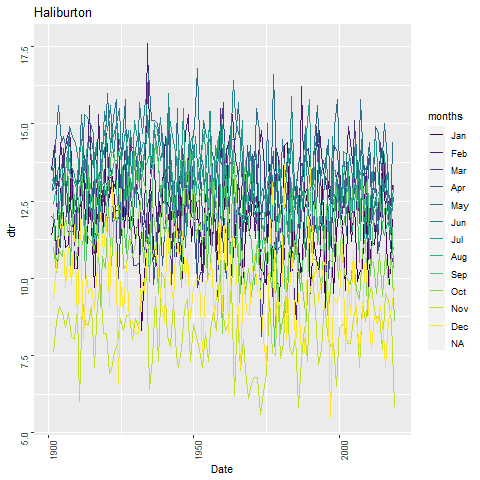 Haliburton
17.5
15.0
12.5
10.0
7.5
5.0
dtr
1900
1950
2000
Date
months
Jan
Feb
Mar
Apr
May
Jun
Jul
Aug
Sep
Oct
Nov
Dec
NA